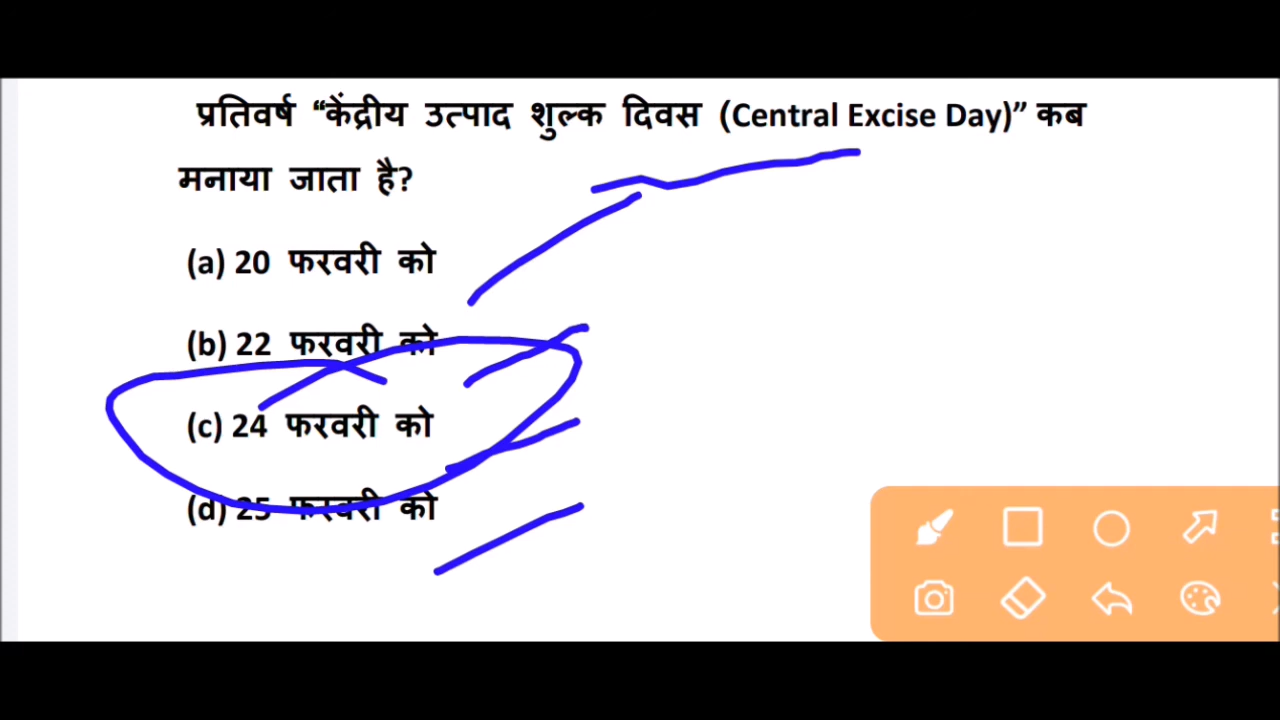 प्रतिवर्ष “केंद्रीय उत्पाद शुल्क दिवस (Central Excise Day)” कब
मनाया जाता है?
(a) 20 फरवरी को
(b) 22 फरवरी को
(c) 24 फरवरी को
(d) 25 फरवरी को